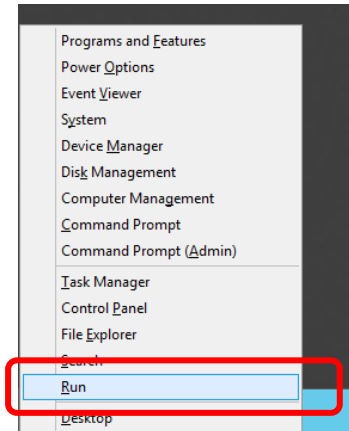 Programs and Features
Power Options
Event Viewer
System
Device Manager
Disk Management
Computer Management
Command Prompt
Command Prompt (Admin)
Task Manager
Control Panel
File Explorer
Search
Run
Desktop